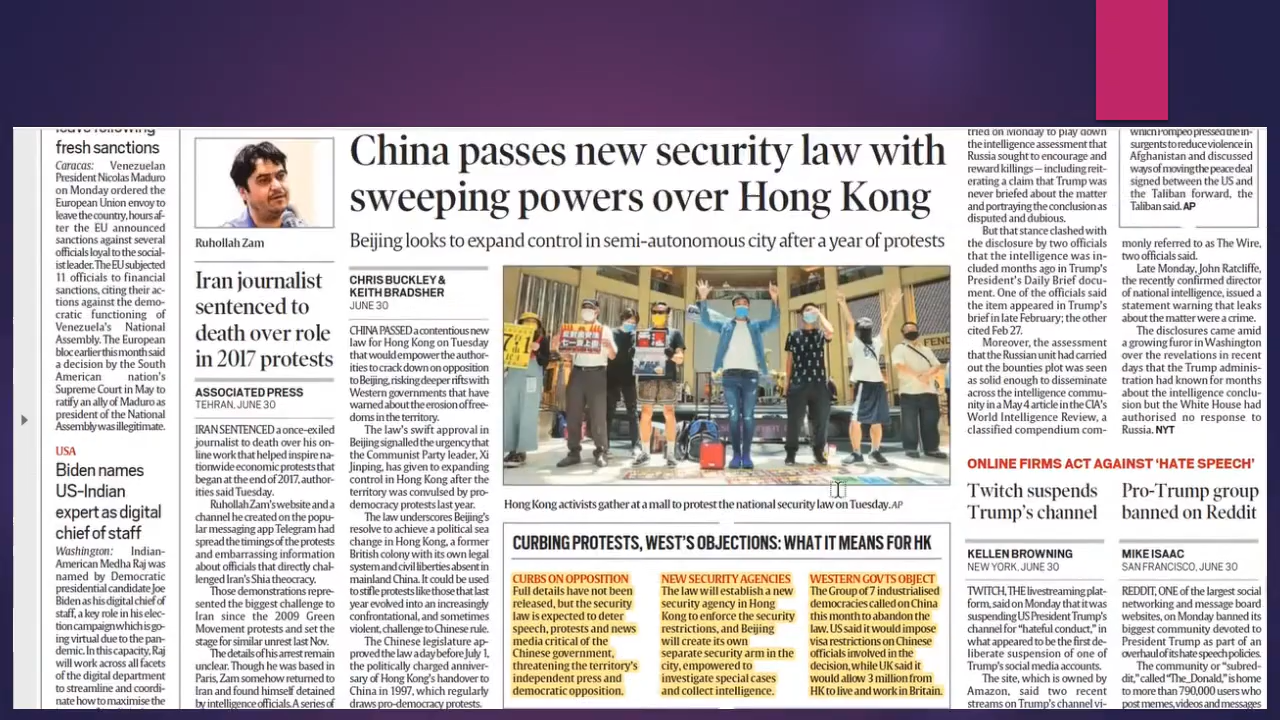 leave following
fresh sanctions
Caracas: Venezuelan
President Nicolas Maduro
on Monday ordered the
European Union envoy to
leave the country, hours af-
ter the EU announced
sanctions against several
officials loyal to the social-
ist leader. The EU subjected
11 officials to financial
sanctions, citing their ac-
tions against the demo-
cratic functioning of
Venezuela's National
Assembly. The European
bloc earlier this month said
a decision by the South
American nation's
Supreme Court in May to
ratify an ally of Maduro as
president of the National
Assembly was illegitimate.
USA
Biden names
US-Indian
expert as digital
chief of staff
Washington: Indian-
American Medha Raj was
named by Democratic
presidential candidate Joe
Biden as his digital chief of
staff, a key role in his elec-
tion campaign which is go-
ing virtual due to the pan-
demic. In this capacity, Raj
will work across all facets
of the digital department
to streamline and coordi-
nate how to maximise the
Ruhollah Zam
Iran journalist
sentenced to
death over role
in 2017 protests
ASSOCIATED PRESS
TEHRAN, JUNE 30
IRAN SENTENCED a once-exiled
journalist to death over his on-
line work that helped inspire na-
tionwide economic protests that
began at the end of 2017, author-
ities said Tuesday.
Ruhollah Zam's website and a
channel he created on the popu-
lar messaging app Telegram had
spread the timings of the protests
and embarrassing information
about officials that directly chal-
lenged Iran's Shia theocracy.
Those demonstrations repre-
sented the biggest challenge to
Iran since the 2009 Green
Movement protests and set the
stage for similar unrest last Nov.
The details of his arrest remain
unclear. Though he was based in
Paris, Zam somehow returned to
Iran and found himself detained
by intelligence officials. A series of
China passes new security law with
sweeping powers over Hong Kong
Beijing looks to expand control in semi-autonomous city after a year of protests
CHRIS BUCKLEY &
KEITH BRADSHER
JUNE 30
CHINA PASSED a contentious new
law for Hong Kong on Tuesday
that would empower the author-
ities to crack down on opposition
to Beijing, risking deeper rifts with
Western governments that have
warned about the erosion of free-
doms in the territory.
The law's swift approval in
Beijing signalled the urgency that
the Communist Party leader, Xi
Jinping, has given to expanding
control in Hong Kong after the
territory was convulsed by pro-
democracy protests last year.
The law underscores Beijing's
resolve to achieve a political sea
change in Hong Kong, a former
British colony with its own legal
system and civil liberties absent in
mainland China. It could be used
to stifle protests like those that last
year evolved into an increasingly
confrontational, and sometimes
violent, challenge to Chinese rule.
The Chinese legislature ap-
proved the law a day before July 1,
the politically charged anniver-
sary of Hong Kong's handover to
China in 1997, which regularly
draws pro-democracy protests.
Hong Kong activists gather at a mall to protest the national security law on Tuesday. AP
CURBING PROTESTS, WEST'S OBJECTIONS: WHAT IT MEANS FOR HK
CURBS ON OPPOSITION
Full details have not been
released, but the security
law is expected to deter
speech, protests and news
media critical of the
Chinese government,
threatening the territory's
independent press and
democratic opposition.
NEW SECURITY AGENCIES
The law will establish a new
security agency in Hong
Kong to enforce the security
restrictions, and Beijing
will create its own
separate security arm in the
city, empowered to
investigate special cases
and collect intelligence.
WESTERN GOVTS OBJECT
The Group of 7 industrialised
democracies called on China
this month to abandon the
law. US said it would impose
visa restrictions on Chinese
officials involved in the
decision, while UK said it
would allow 3 million from
HK to live and work in Britain.
tried on Monday to play down
the intelligence assessment that
Russia sought to encourage and
reward killings — including reit-
erating a claim that Trump was
never briefed about the matter
and portraying the conclusion as
disputed and dubious.
But that stance clashed with
the disclosure by two officials
that the intelligence was in-
cluded months ago in Trump's
President's Daily Brief docu-
ment. One of the officials said
the item appeared in Trump's
brief in late February; the other
cited Feb 27.
Moreover, the assessment
that the Russian unit had carried
out the bounties plot was seen
as solid enough to disseminate
across the intelligence commu-
nity in a May 4 article in the CIA's
World Intelligence Review, a
classified compendium com-
which Pompeo pressed the in-
surgents to reduce violence in
Afghanistan and discussed
ways of moving the peace deal
signed between the US and
the Taliban forward, the
Taliban said. AP
monly referred to as The Wire,
two officials said.
Late Monday, John Ratcliffe,
the recently confirmed director
of national intelligence, issued a
statement warning that leaks
about the matter were a crime.
The disclosures came amid
a growing furor in Washington
over the revelations in recent
days that the Trump adminis-
tration had known for months
about the intelligence conclu-
sion but the White House had
authorised no response to
Russia. NYT
ONLINE FIRMS ACT AGAINST 'HATE SPEECH'
Twitch suspends
Trump's channel
KELLEN BROWNING
NEW YORK, JUNE 30
TWITCH, THE livestreaming plat-
form, said on Monday that it was
suspending US President Trump's
channel for "hateful conduct," in
what appeared to be the first de-
liberate suspension of one of
Trump's social media accounts.
The site, which is owned by
Amazon, said two recent
streams on Trump's channel vi-
Pro-Trump group
banned on Reddit
MIKE ISAAC
SAN FRANCISCO, JUNE 30
REDDIT, ONE of the largest social
networking and message board
websites, on Monday banned its
biggest community devoted to
President Trump as part of an
overhaul of its hate speech policies.
The community or "subred-
dit," called "The_Donald," is home
to more than 790,000 users who
post memes, videos and messages